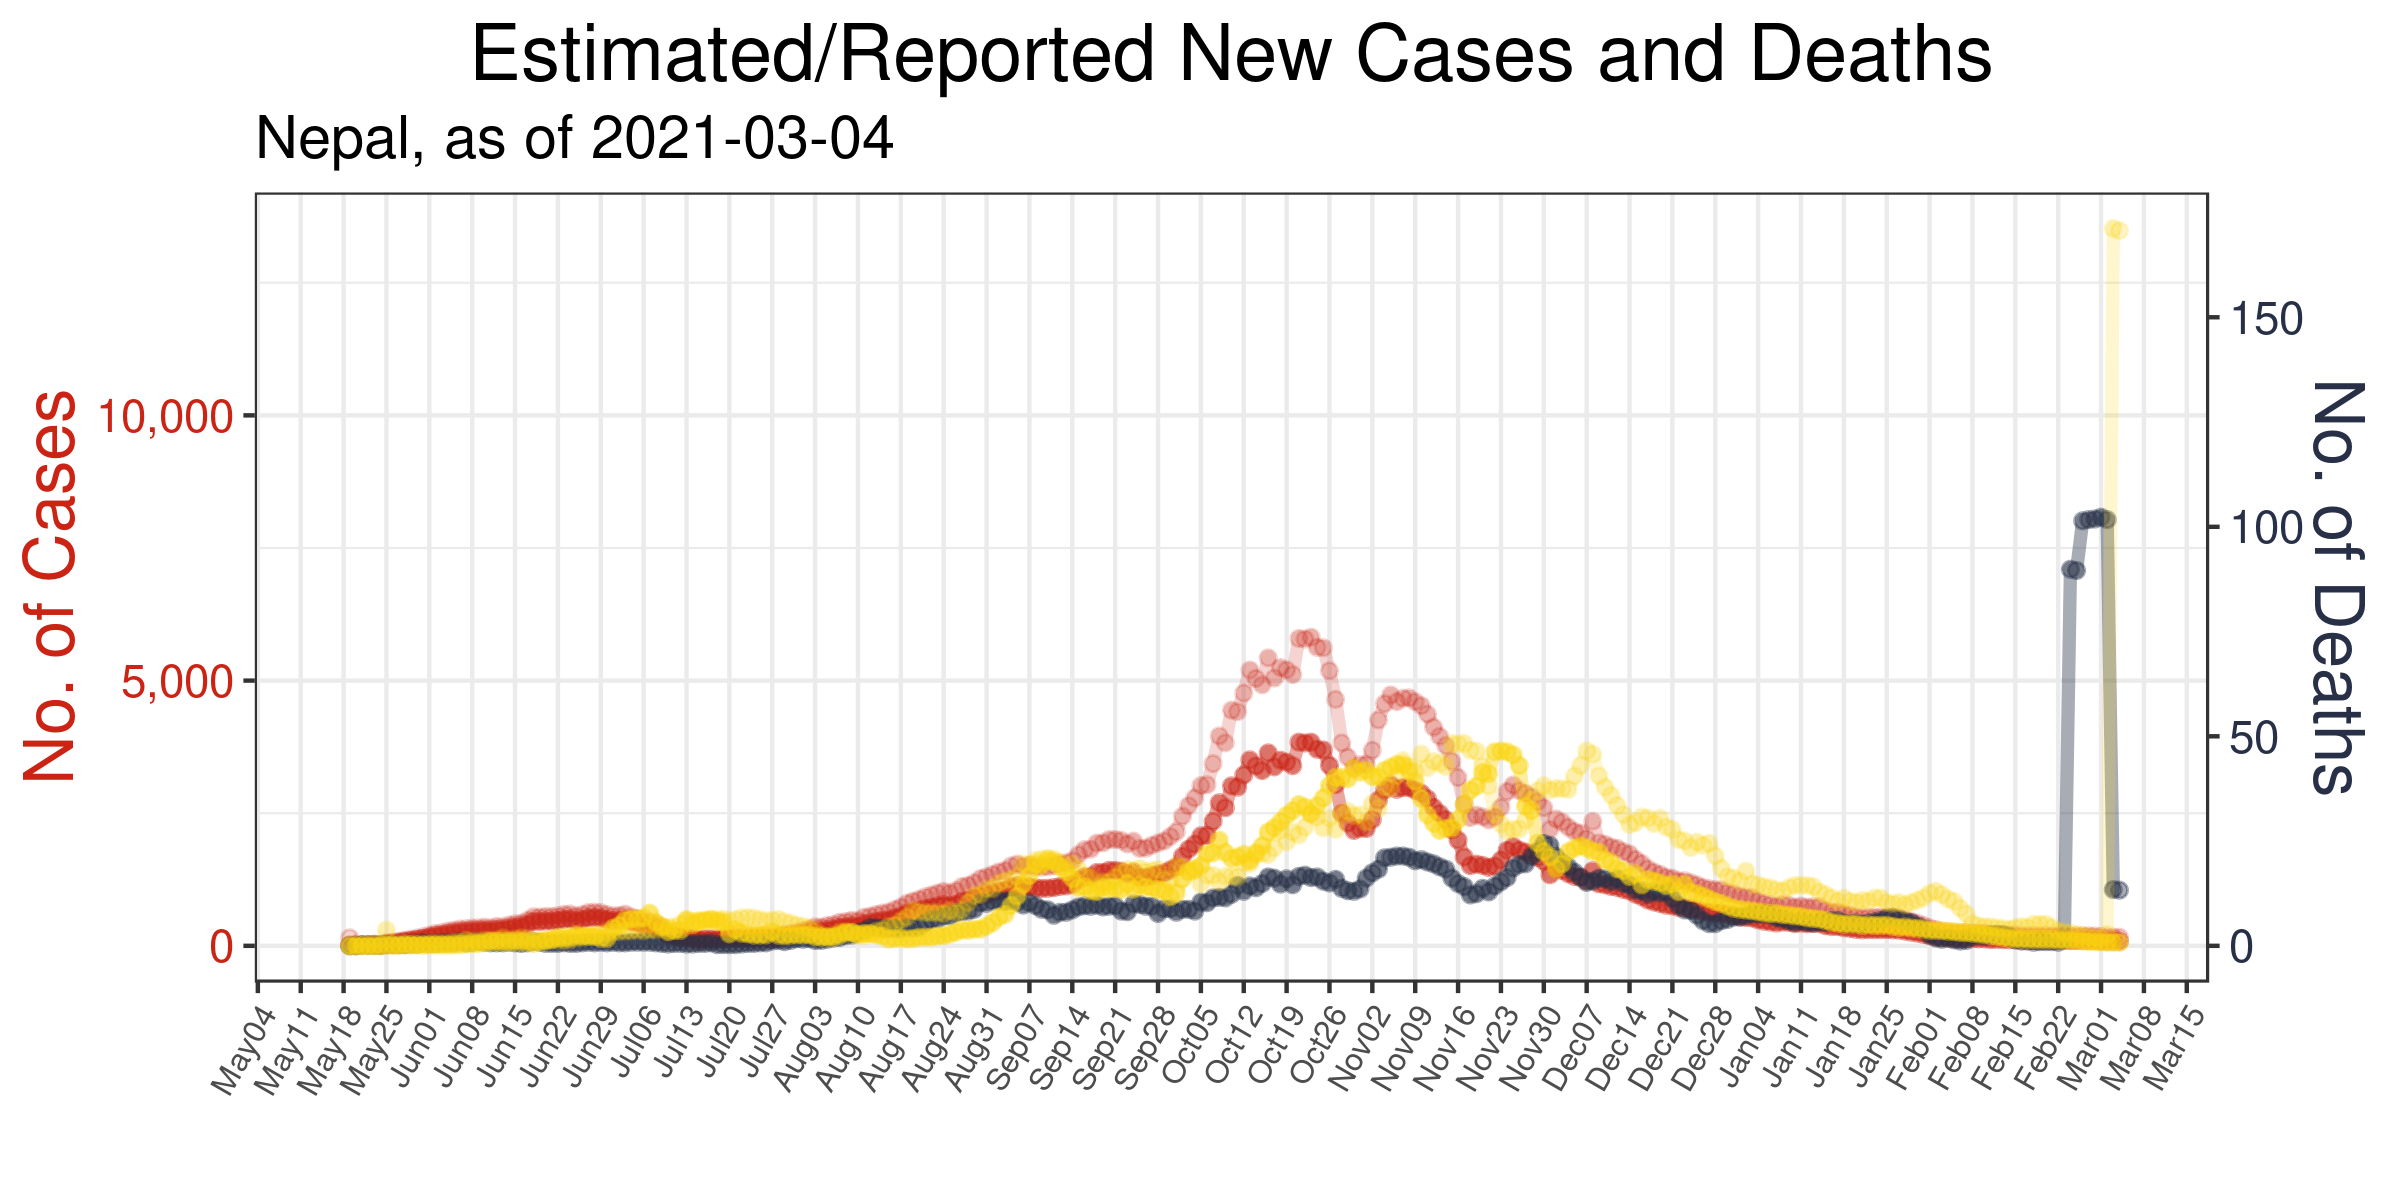 Estimated/Reported New Cases and Deaths
Nepal, as of 2021-03-04
No. of Cases
10,000
5,000
0
No. of Deaths
150
100
50
0
May04 May11 May18 May25 Jun01 Jun08 Jun15 Jun22 Jun29 Jul06 Jul13 Jul20 Jul27 Aug03 Aug10 Aug17 Aug24 Aug31 Sep07 Sep14 Sep21 Sep28 Oct05 Oct12 Oct19 Oct26 Nov02 Nov09 Nov16 Nov23 Nov30 Dec07 Dec14 Dec21 Dec28 Jan04 Jan11 Jan18 Jan25 Feb01 Feb08 Feb15 Feb22 Mar01 Mar08 Mar15